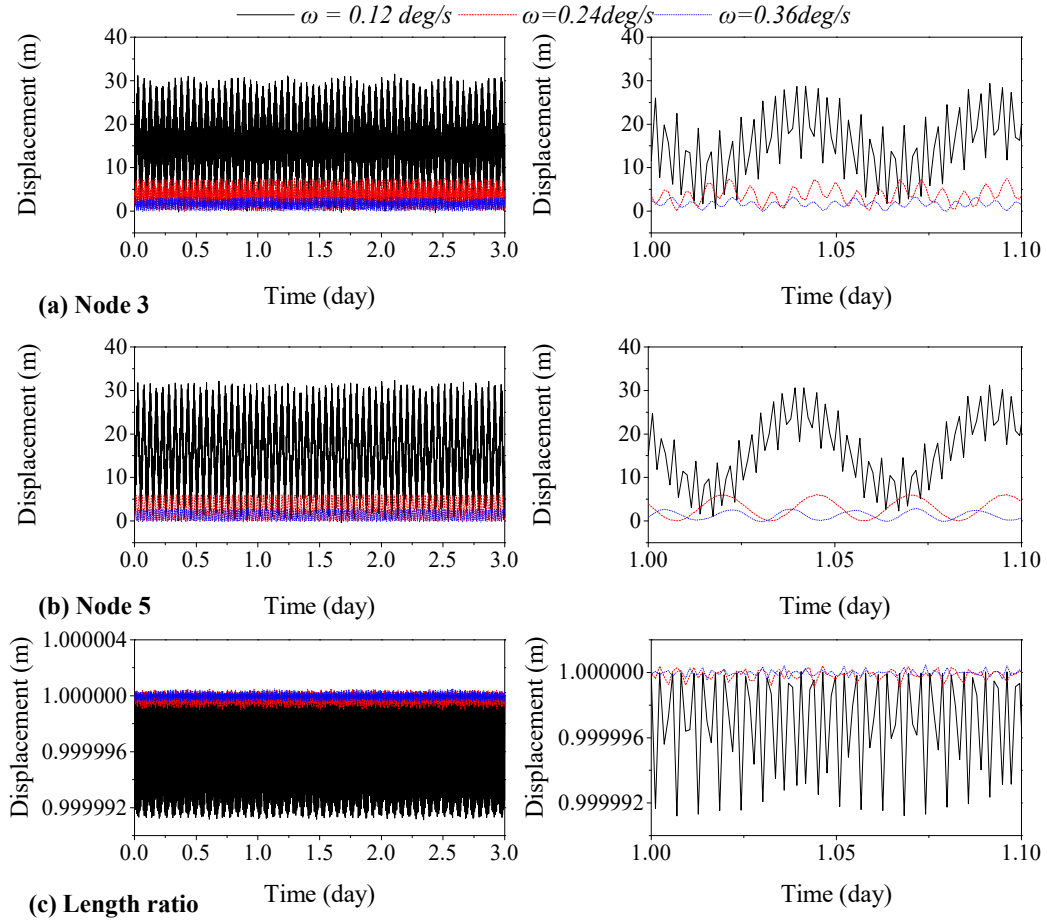 ω = 0.12 deg/s ω=0.24deg/s ω=0.36deg/s
Displacement (m)
40
30
20
10
0
0.0 0.5 1.0 1.5 2.0 2.5 3.0
Time (day)
Displacement (m)
40
30
20
10
0
1.00 1.05 1.10
Time (day)
(a) Node 3
Displacement (m)
40
30
20
10
0
0.0 0.5 1.0 1.5 2.0 2.5 3.0
Time (day)
Displacement (m)
40
30
20
10
0
1.00 1.05 1.10
Time (day)
(b) Node 5
Displacement (m)
1.000004
1.000000
0.999996
0.999992
0.0 0.5 1.0 1.5 2.0 2.5 3.0
Time (day)
Displacement (m)
1.000000
0.999996
0.999992
1.00 1.05 1.10
Time (day)
(c) Length ratio